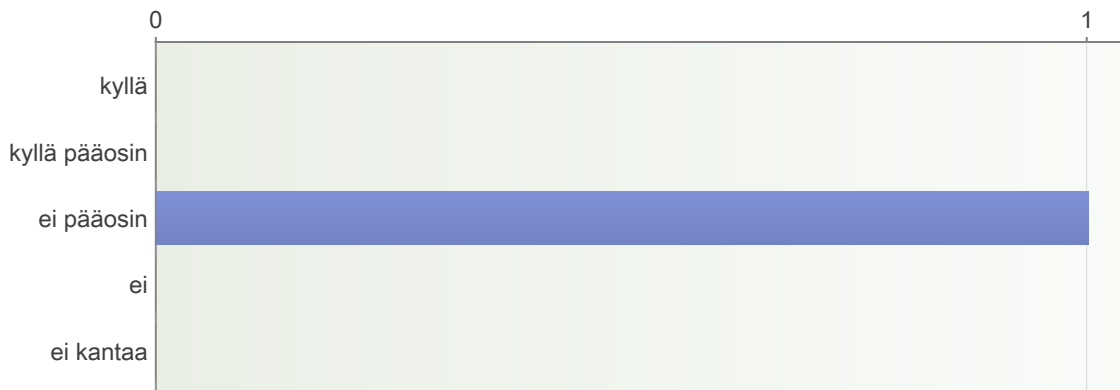 0 1
kyllä
kyllä pääosin
ei pääosin
ei
ei kantaa